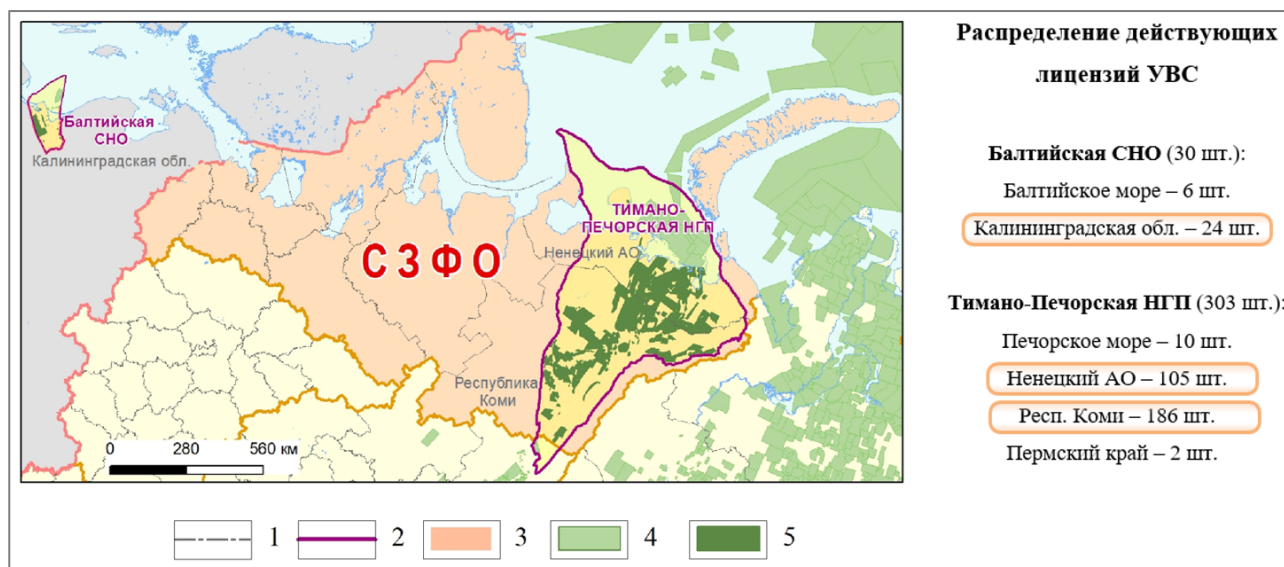 Балтийская
СНО
Калининградская обл.
ТИМАНО-
ПЕЧОРСКАЯ НГП
Ненецкий АО
СЗФО
Республика
Коми
0 280 560 км
1 2 3 4 5
Распределение действующих
лицензий УВС
Балтийская СНО (30 шт.):
Балтийское море – 6 шт.
Калининградская обл. – 24 шт.
Тимано-Печорская НГП (303 шт.):
Печорское море – 10 шт.
Ненецкий АО – 105 шт.
Респ. Коми – 186 шт.
Пермский край – 2 шт.